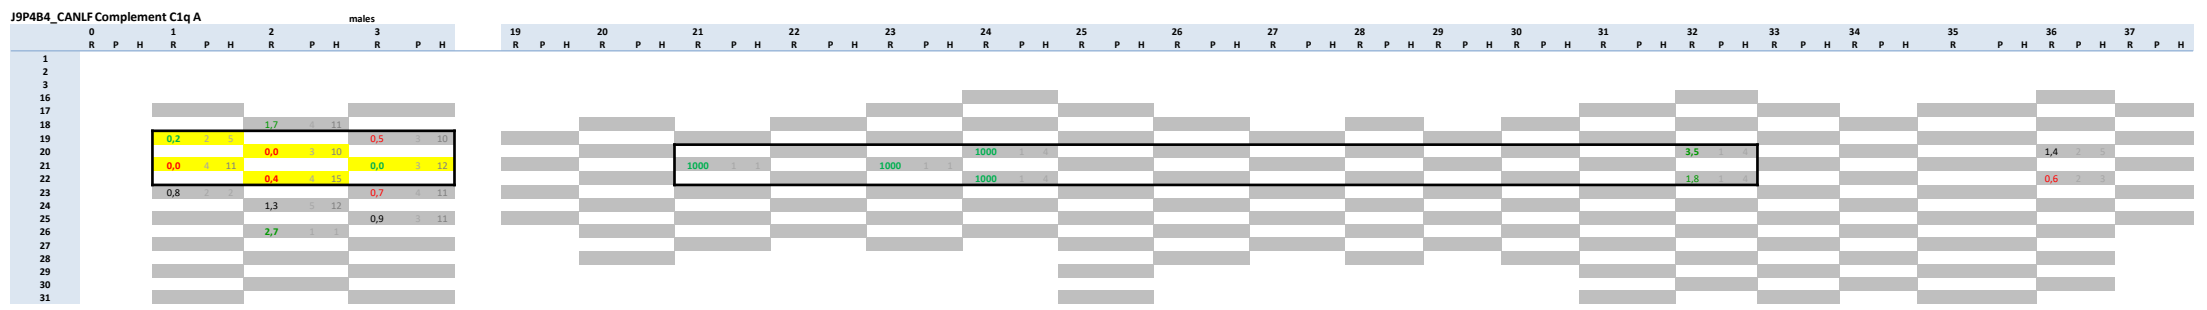 J9P4B4_CANLF Complement C1q A males
0 1 2 3 19 20 21 22 23 24 25 26 27 28 29 30 31 32 33 34 35 36 37
R P H R P H R P H R P H R P H R P H R P H R P H R P H R P H R P H R P H R P H R P H R P H R P H R P H R P H R P H R P H R P H R P H R P H
1
2
3
16
17
18 1,7 4 11
19 0,2 2 5 0,5 3 10
20 0,0 3 10 1000 1 4 3,5 1 4 1,4 2 5
21 0,0 4 11 0,0 3 12 1000 1 1 1000 1 1
22 0,4 4 15 1000 1 4 1,8 4 0,6 2 3
23 0,8 2 2 0,7 4 11
24 1,3 5 12
25 0,9 3 11
26 2,7 1 1
27
28
29
30
31